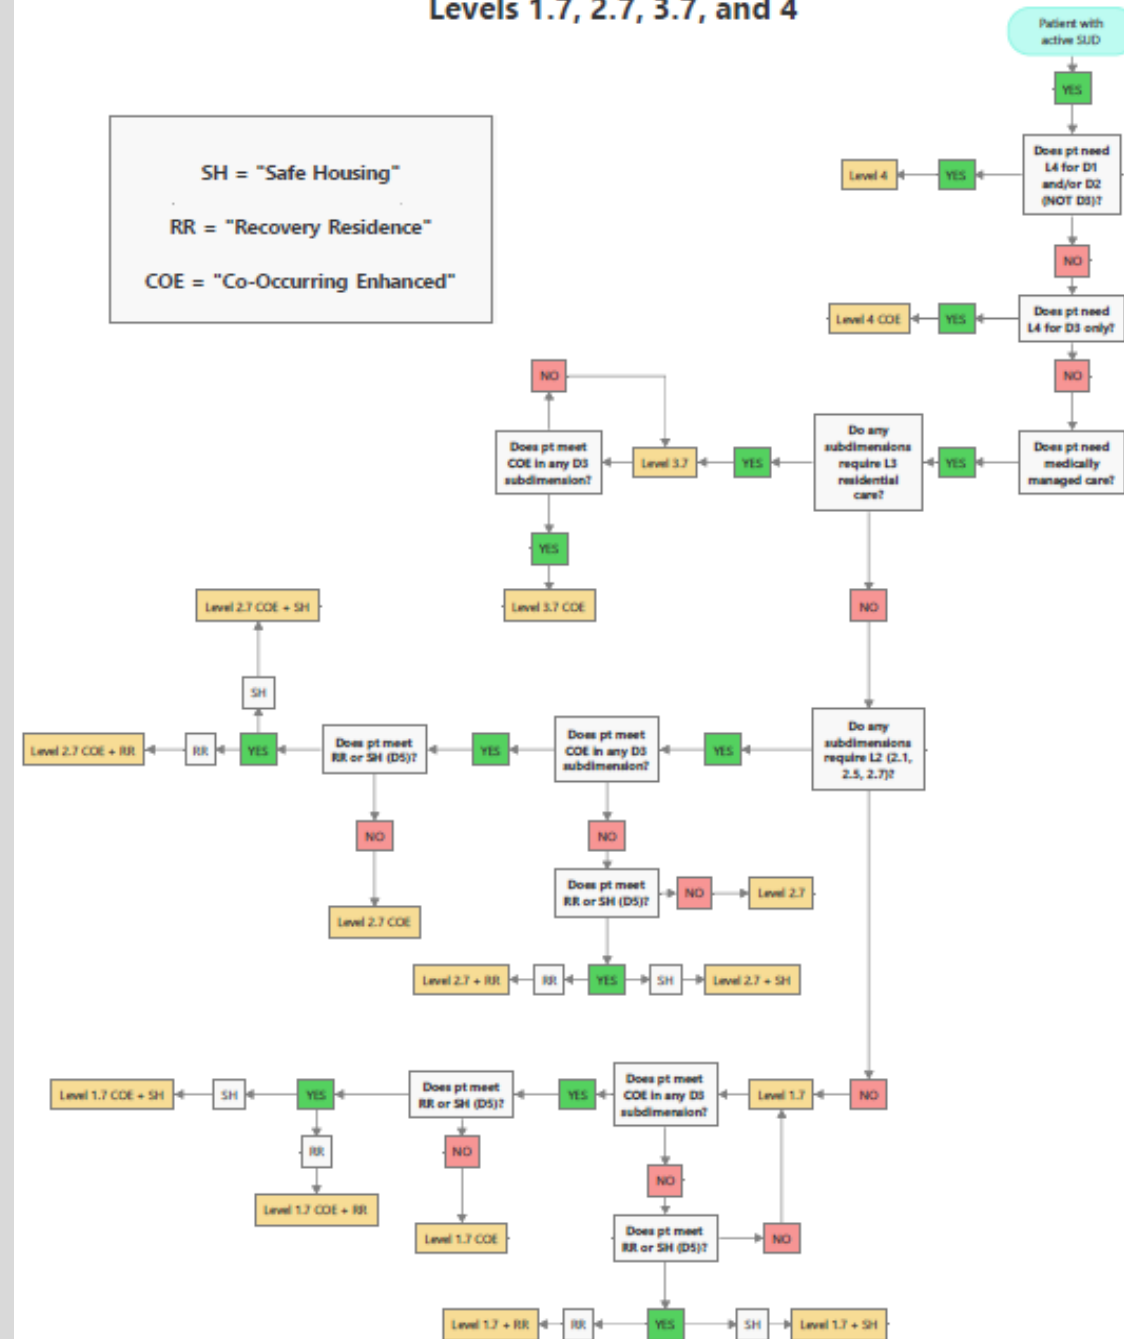 Levels 1.7, 2.7, 3.7, and 4
Patient with
active SUD
YES
SH = "Safe Housing"
RR = "Recovery Residence"
COE = "Co-Occurring Enhanced"
Does pt need
L4 for D1
and/or D2
(NOT D3)?
YES
Level 4
NO
Does pt need
L4 for D3 only?
YES
Level 4 COE
NO
Does pt need
medically
managed care?
YES
Do any
subdimensions
require L3
residential
care?
YES
Level 3.7
Does pt meet
COE in any D3
subdimension?
NO
YES
Level 3.7 COE
NO
Do any
subdimensions
require L2 (2.1,
2.5, 2.7)?
YES
Does pt meet
COE in any D3
subdimension?
YES
Does pt meet
RR or SH (D5)?
YES
SH
Level 2.7 COE + SH
RR
Level 2.7 COE + RR
NO
Level 2.7 COE
NO
Does pt meet
RR or SH (D5)?
NO
Level 2.7
YES
RR
Level 2.7 + RR
SH
Level 2.7 + SH
NO
Level 1.7
Does pt meet
COE in any D3
subdimension?
YES
Does pt meet
RR or SH (D5)?
YES
SH
Level 1.7 COE + SH
RR
Level 1.7 COE + RR
NO
Level 1.7 COE
NO
Does pt meet
RR or SH (D5)?
NO
YES
RR
Level 1.7 + RR
SH
Level 1.7 + SH